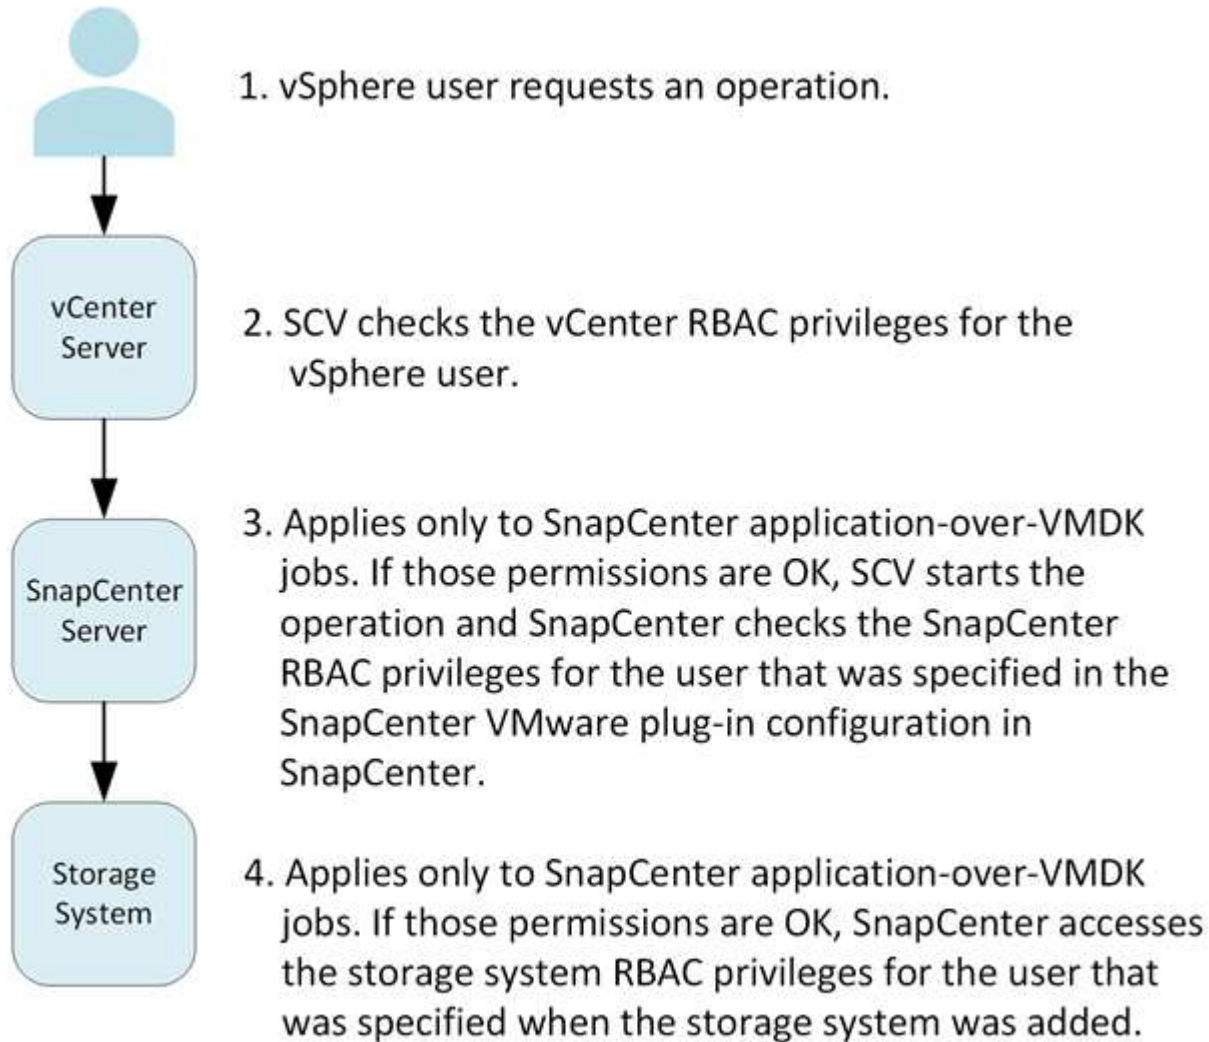 1. vSphere user requests an operation.
vCenter
Server
2. SCV checks the vCenter RBAC privileges for the
vSphere user.
SnapCenter
Server
3. Applies only to SnapCenter application-over-VMDK
jobs. If those permissions are OK, SCV starts the
operation and SnapCenter checks the SnapCenter
RBAC privileges for the user that was specified in the
SnapCenter VMware plug-in configuration in
SnapCenter.
Storage
System
4. Applies only to SnapCenter application-over-VMDK
jobs. If those permissions are OK, SnapCenter accesses
the storage system RBAC privileges for the user that
was specified when the storage system was added.